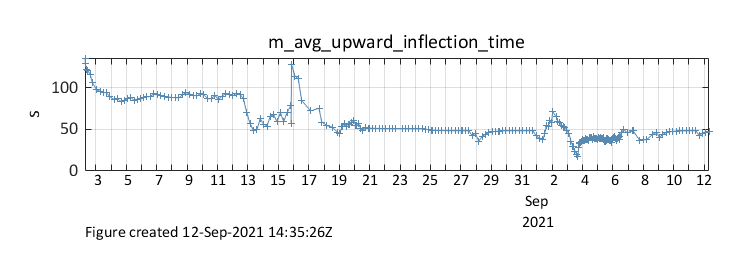 m_avg_upward_inflection_time
s
100
50
0
3 5 7 9 11 13 15 17 19 21 23 25 27 29 31 2 4 6 8 10 12
Sep
2021
Figure created 12-Sep-2021 14:35:26Z